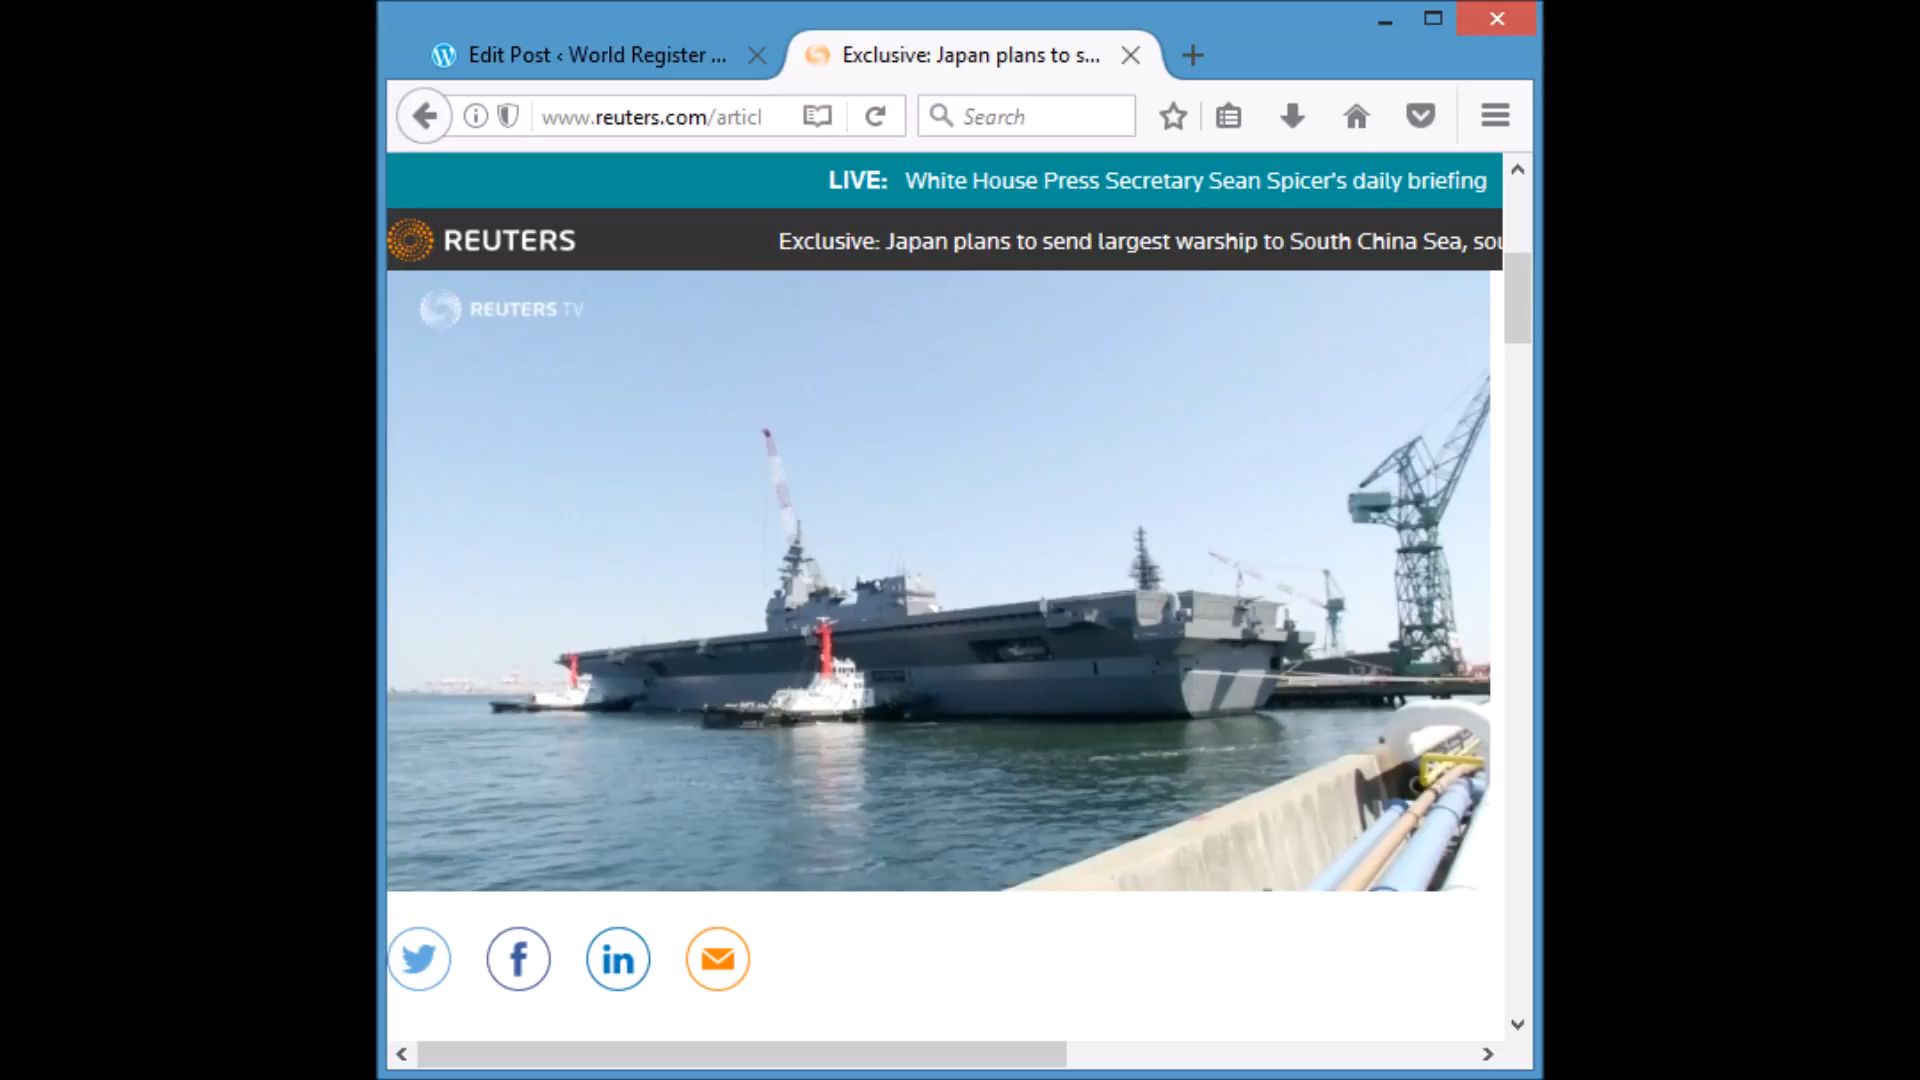 Edit Post ‹ World Register ...
Exclusive: Japan plans to s...
www.reuters.com/articl
Search
LIVE: White House Press Secretary Sean Spicer's daily briefing
REUTERS
Exclusive: Japan plans to send largest warship to South China Sea, sou
REUTERS TV